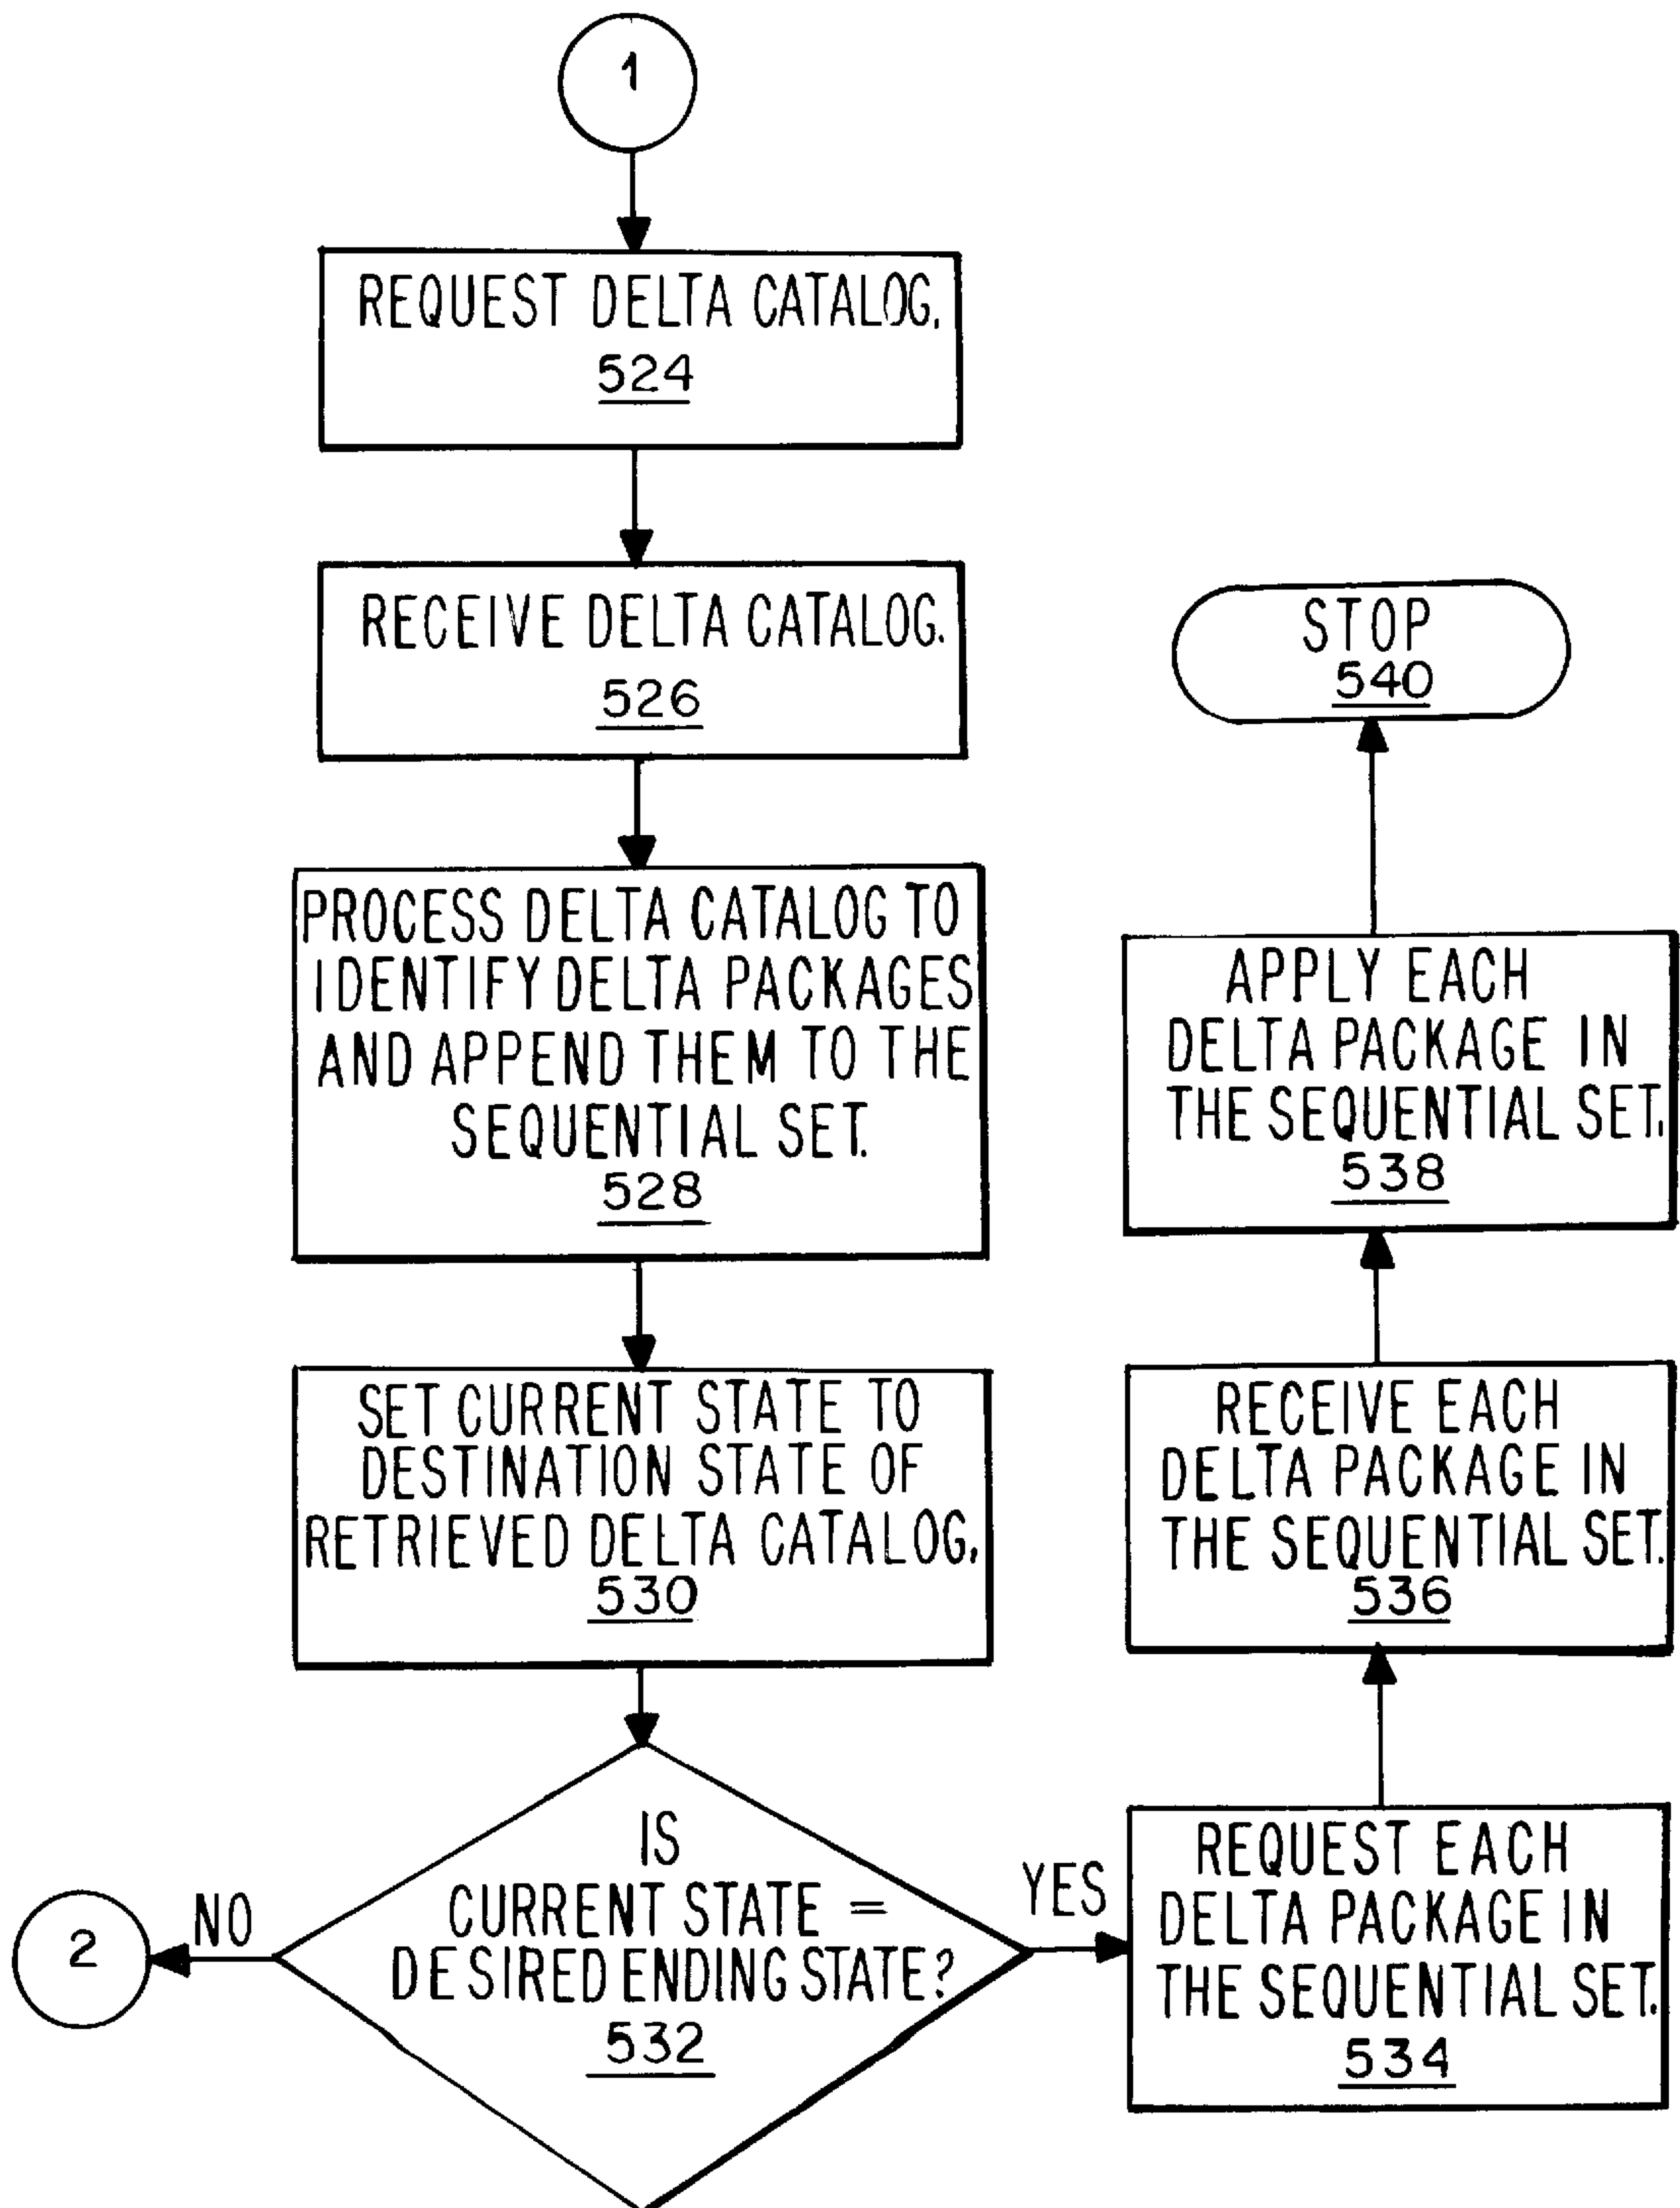 1
REQUEST DELTA CATALOG.
524
RECEIVE DELTA CATALOG.
526
PROCESS DELTA CATALOG TO
IDENTIFY DELTA PACKAGES
AND APPEND THEM TO THE
SEQUENTIAL SET.
528
SET CURRENT STATE TO
DESTINATION STATE OF
RETRIEVED DELTA CATALOG.
530
IS
CURRENT STATE =
DESIRED ENDING STATE?
532
NO
2
YES
REQUEST EACH
DELTA PACKAGE IN
THE SEQUENTIAL SET.
534
RECEIVE EACH
DELTA PACKAGE IN
THE SEQUENTIAL SET.
536
APPLY EACH
DELTA PACKAGE IN
THE SEQUENTIAL SET.
538
STOP
540